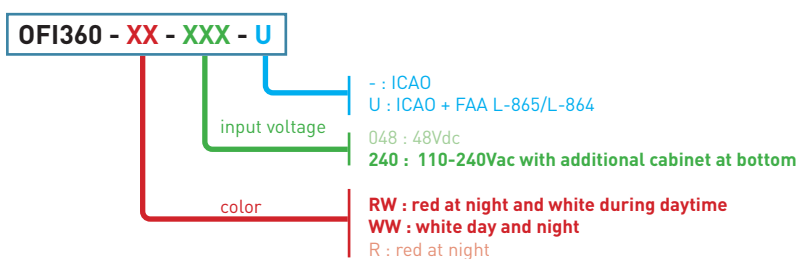 OFI360 - XX - XXX - U
- : ICAO
U : ICAO + FAA L-865/L-864
input voltage
048 : 48Vdc
240 : 110-240Vac with additional cabinet at bottom
color
RW : red at night and white during daytime
WW : white day and night
R : red at night